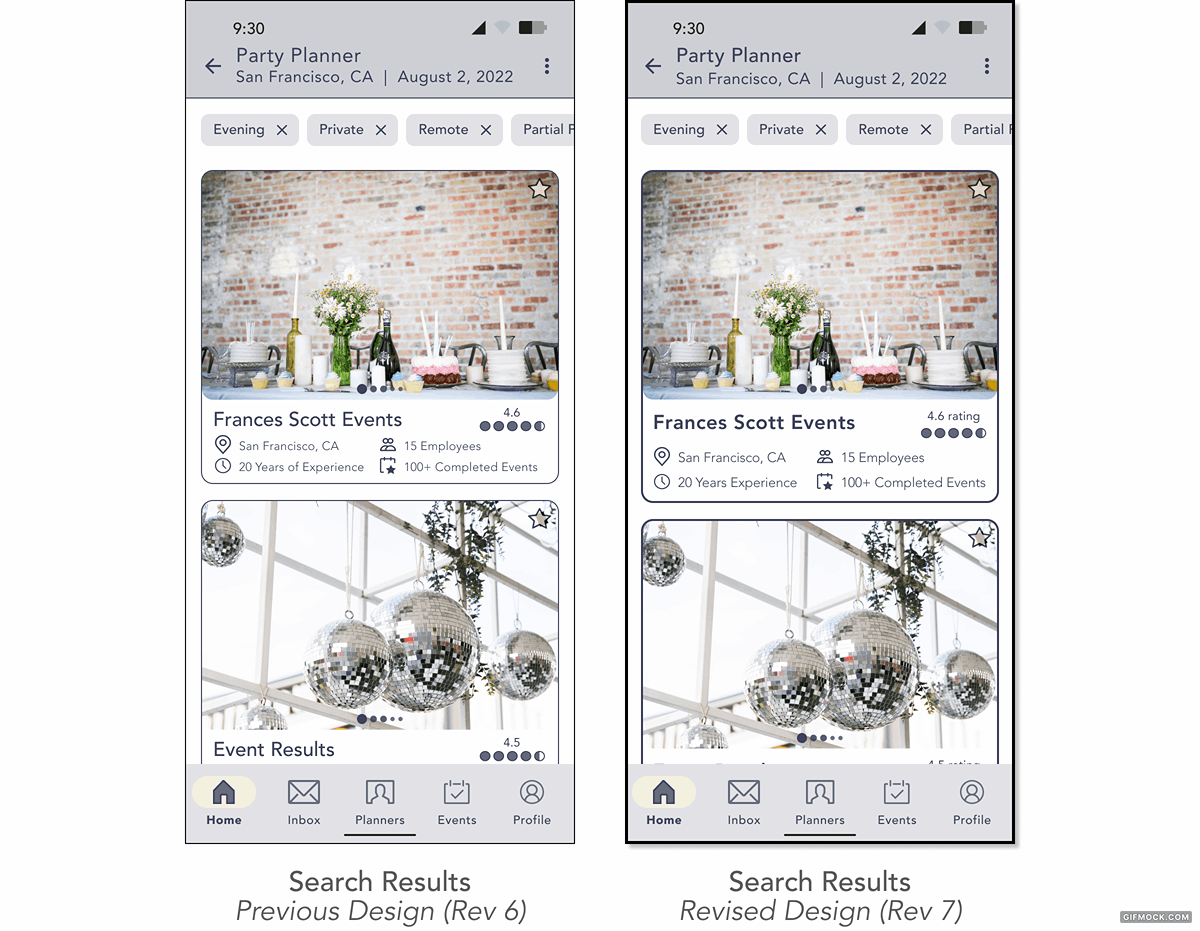 9:30
Party Planner
San Francisco, CA | August 2, 2022
Evening Private Remote Partial
Frances Scott Events
4.6
San Francisco, CA 15 Employees
20 Years of Experience 100+ Completed Events
Event Results
4.5
Home Inbox Planners Events Profile
Search Results
Previous Design (Rev 6)
9:30
Party Planner
San Francisco, CA | August 2, 2022
Evening Private Remote Partial
Frances Scott Events
4.6 rating
San Francisco, CA 15 Employees
20 Years Experience 100+ Completed Events
4.5 rating
Home Inbox Planners Events Profile
Search Results
Revised Design (Rev 7)
GIFMOCK.COM